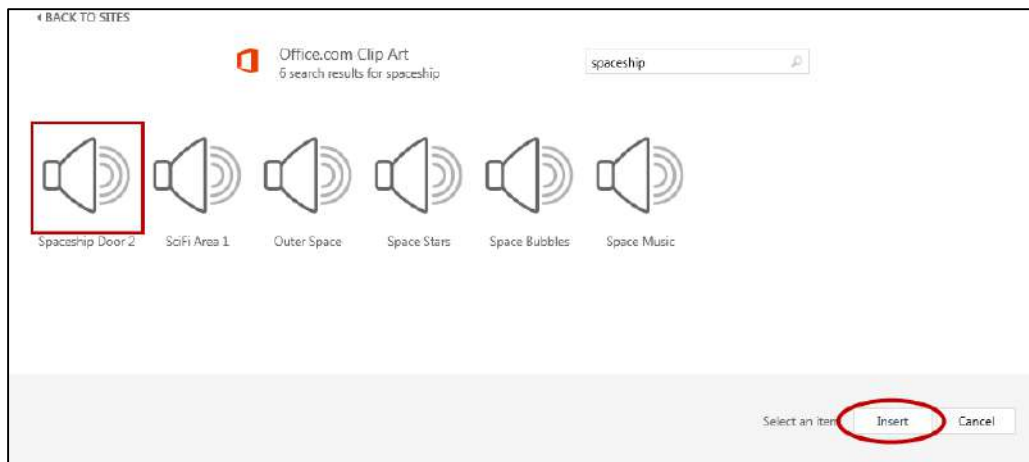 BACK TO SITES
Office.com Clip Art
6 search results for spaceship
spaceship
Spaceship Door 2
SciFi Area 1
Outer Space
Space Stars
Space Bubbles
Space Music
Select an item
Insert
Cancel